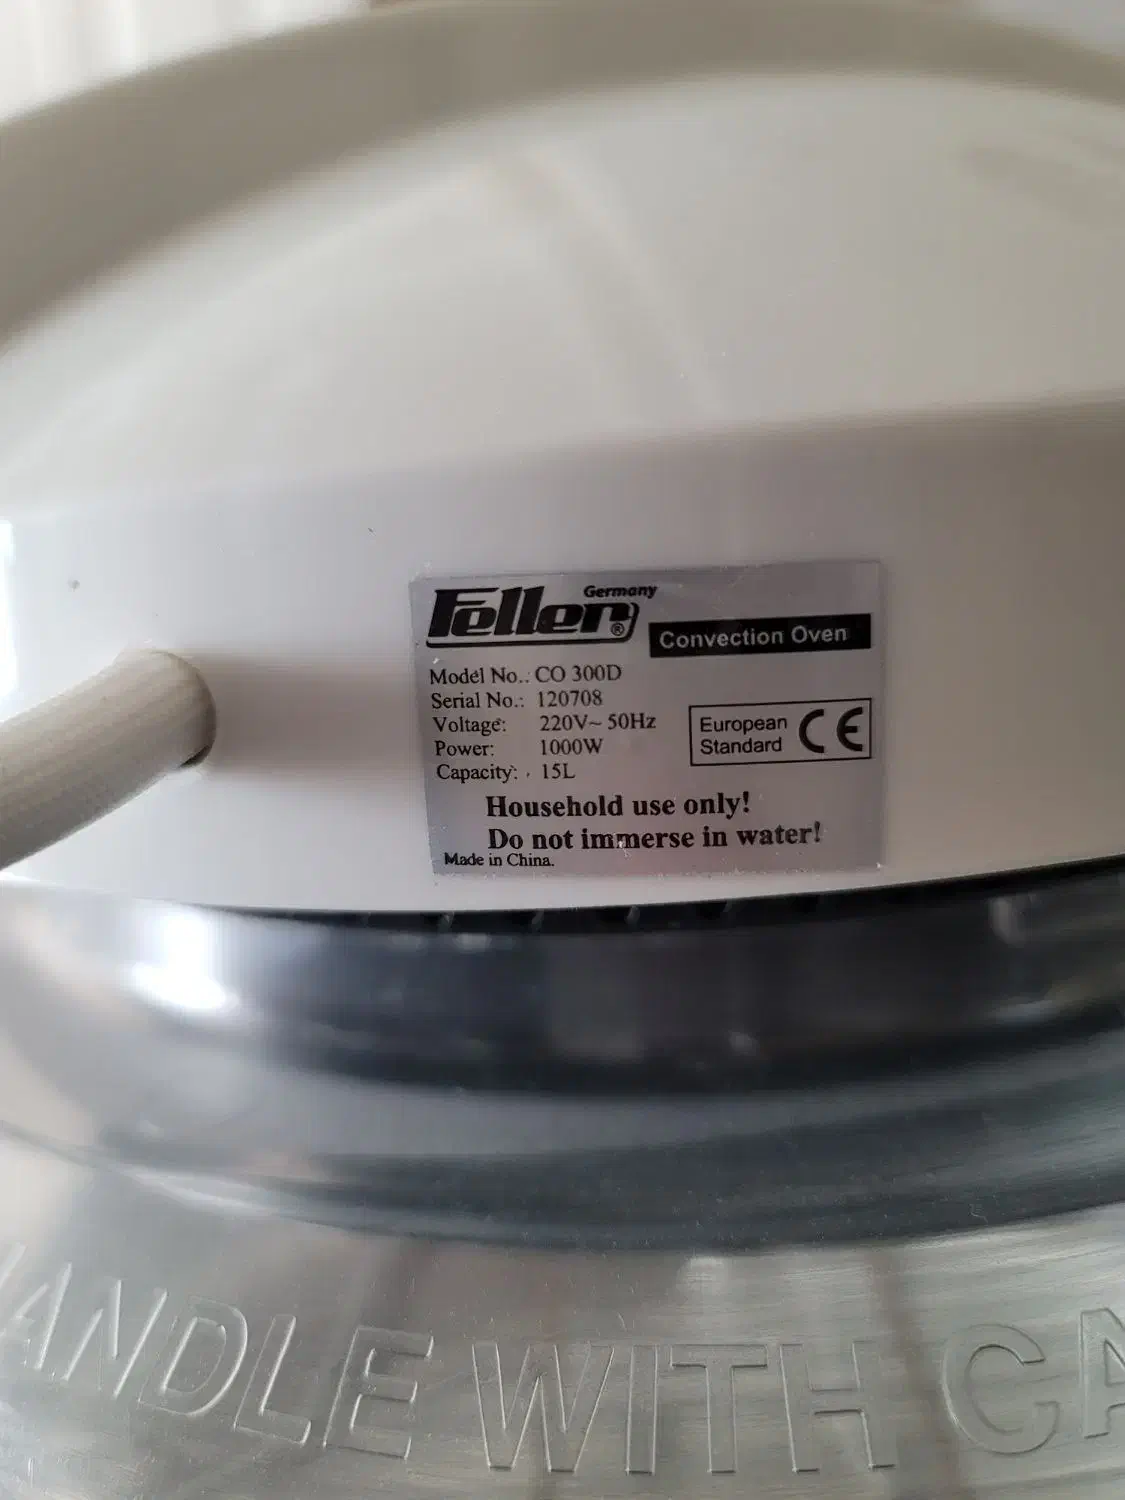 Germany
Feller®
Convection Oven
Model No.: CO 300D
Serial No.: 120708
Voltage: 220V~ 50Hz
Power: 1000W
Capacity: 15L
European
Standard
CE
Household use only!
Do not immerse in water!
Made in China.
HANDLE WITH CA